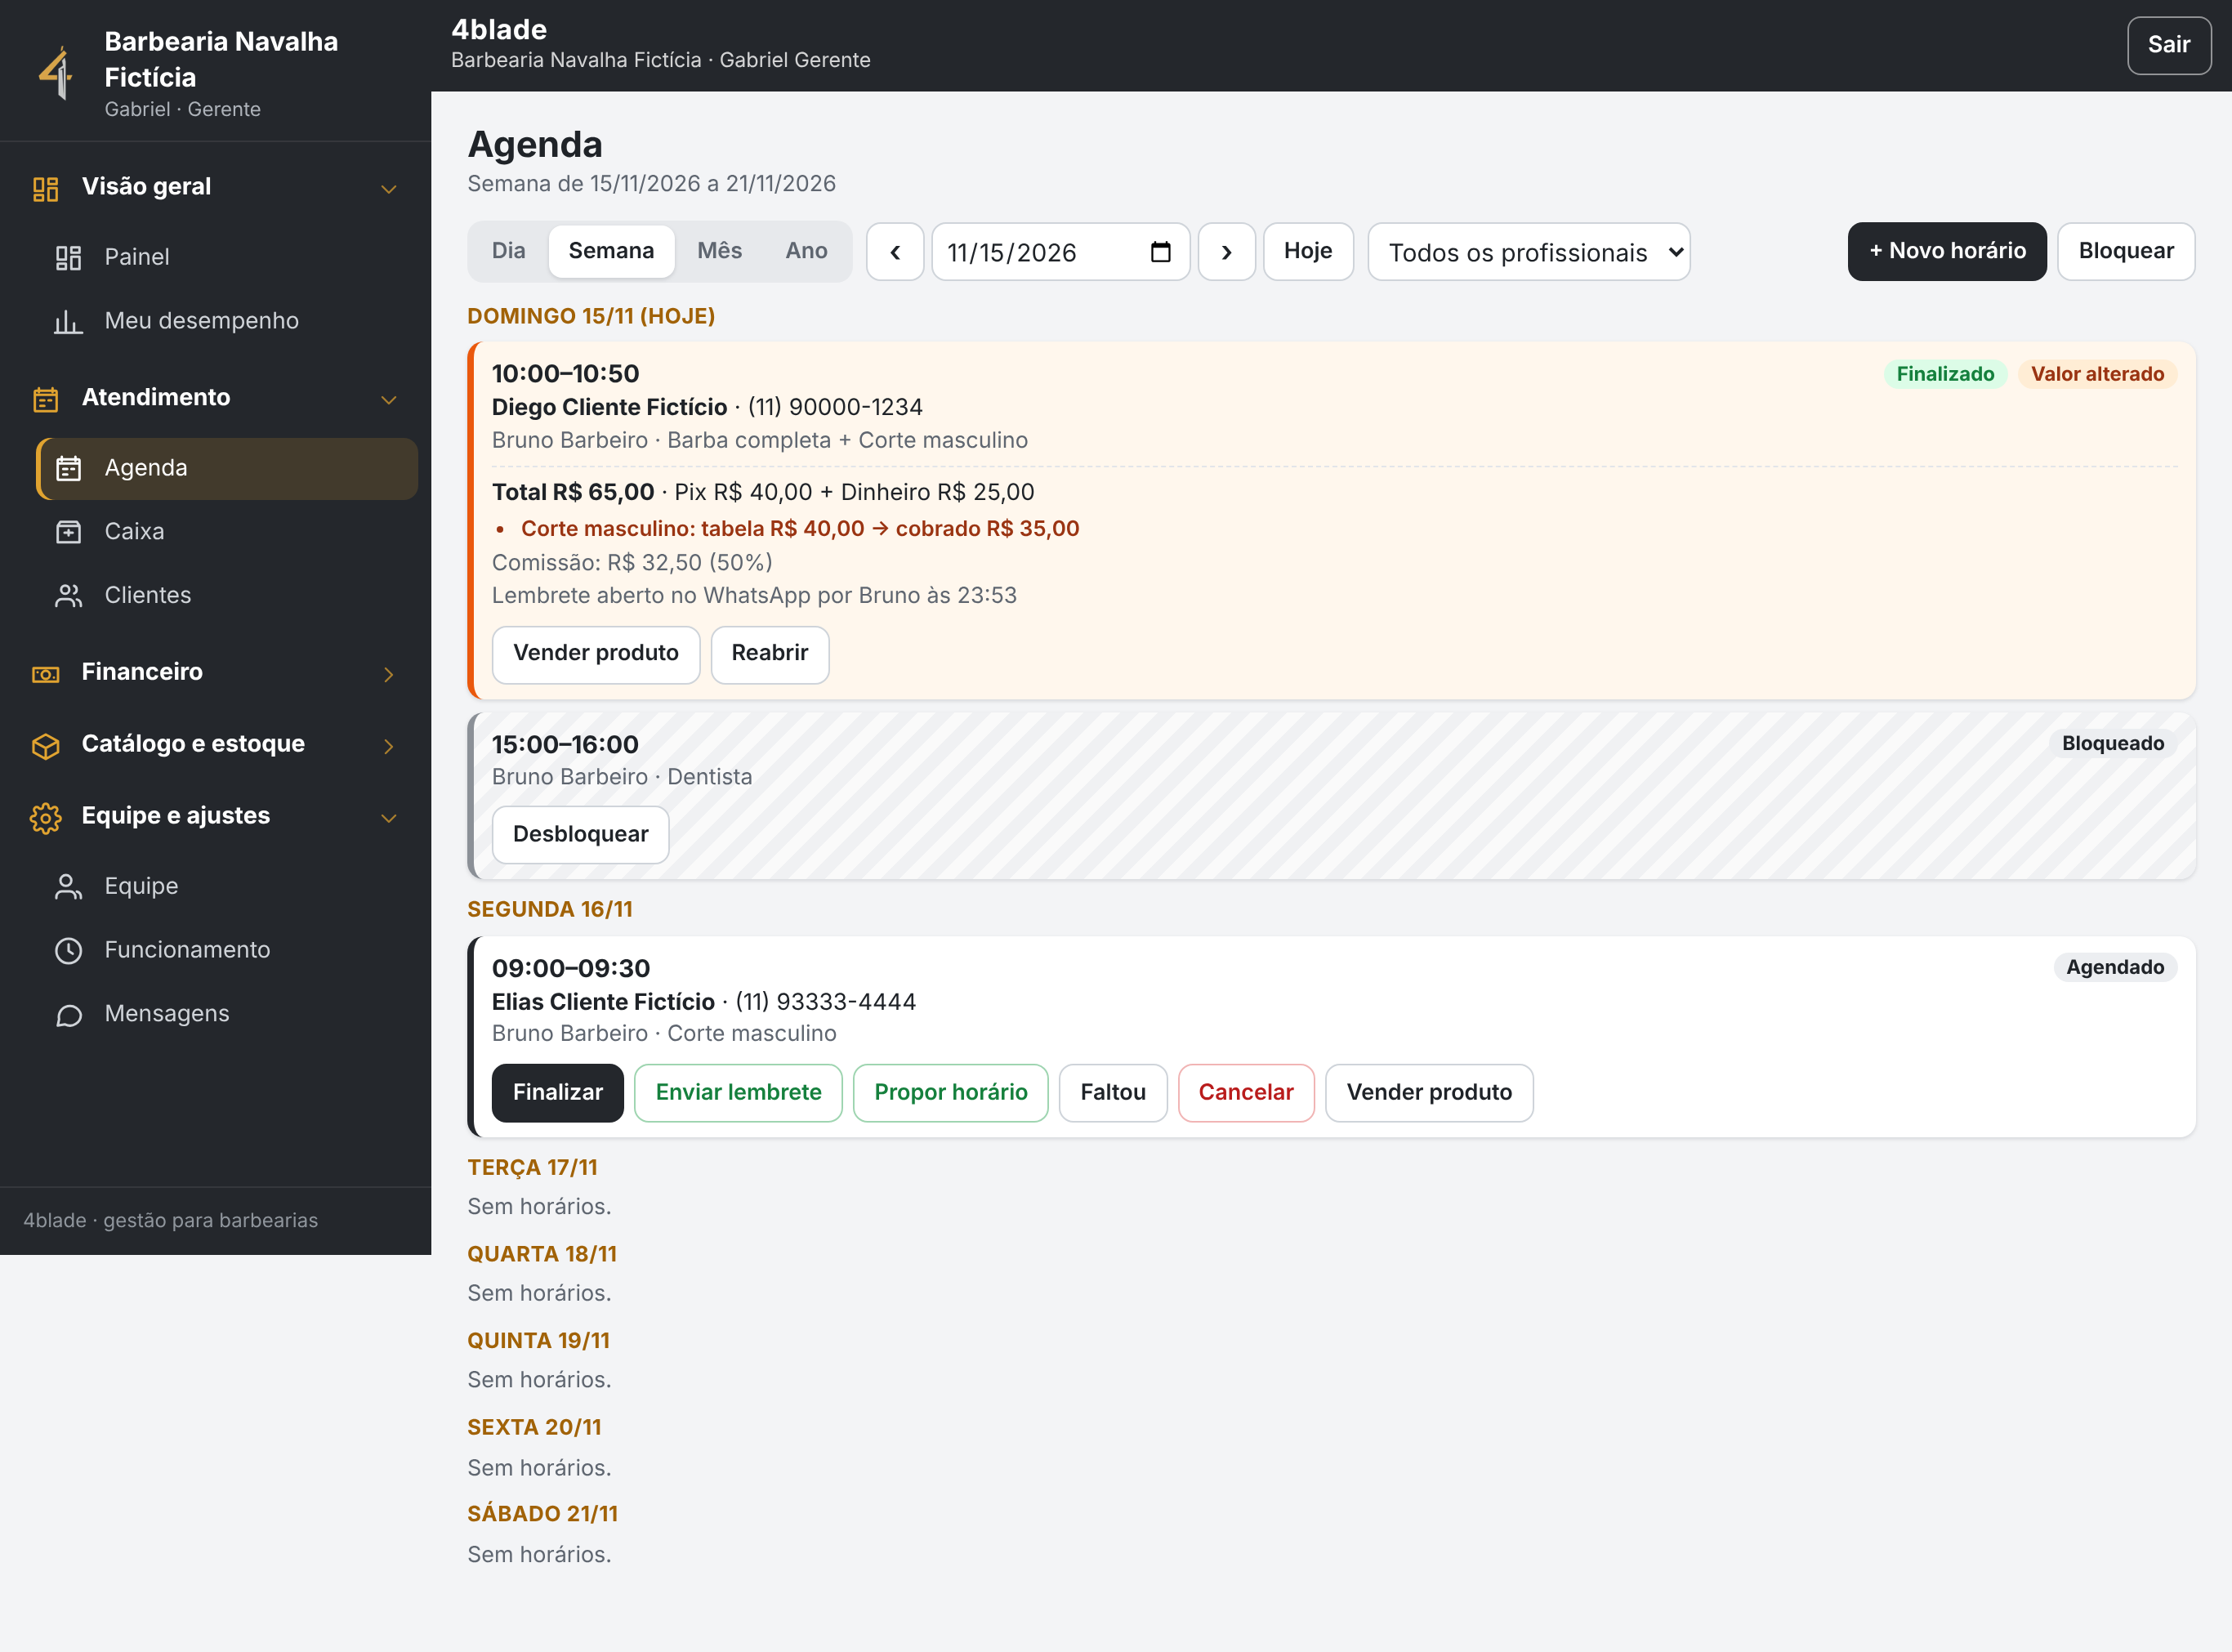 Barbearia Navalha
Fictícia
Gabriel · Gerente
Visão geral
Painel
Meu desempenho
Atendimento
Agenda
Caixa
Clientes
Financeiro
Catálogo e estoque
Equipe e ajustes
Equipe
Funcionamento
Mensagens
4blade · gestão para barbearias
4blade
Barbearia Navalha Fictícia · Gabriel Gerente
Sair
Agenda
Semana de 15/11/2026 a 21/11/2026
Dia Semana Mês Ano ‹ 11/15/2026 › Hoje Todos os profissionais + Novo horário Bloquear
DOMINGO 15/11 (HOJE)
10:00–10:50 Finalizado Valor alterado
Diego Cliente Fictício · (11) 90000-1234
Bruno Barbeiro · Barba completa + Corte masculino
Total R$ 65,00 · Pix R$ 40,00 + Dinheiro R$ 25,00
• Corte masculino: tabela R$ 40,00 → cobrado R$ 35,00
Comissão: R$ 32,50 (50%)
Lembrete aberto no WhatsApp por Bruno às 23:53
Vender produto Reabrir
15:00–16:00 Bloqueado
Bruno Barbeiro · Dentista
Desbloquear
SEGUNDA 16/11
09:00–09:30 Agendado
Elias Cliente Fictício · (11) 93333-4444
Bruno Barbeiro · Corte masculino
Finalizar Enviar lembrete Propor horário Faltou Cancelar Vender produto
TERÇA 17/11
Sem horários.
QUARTA 18/11
Sem horários.
QUINTA 19/11
Sem horários.
SEXTA 20/11
Sem horários.
SÁBADO 21/11
Sem horários.